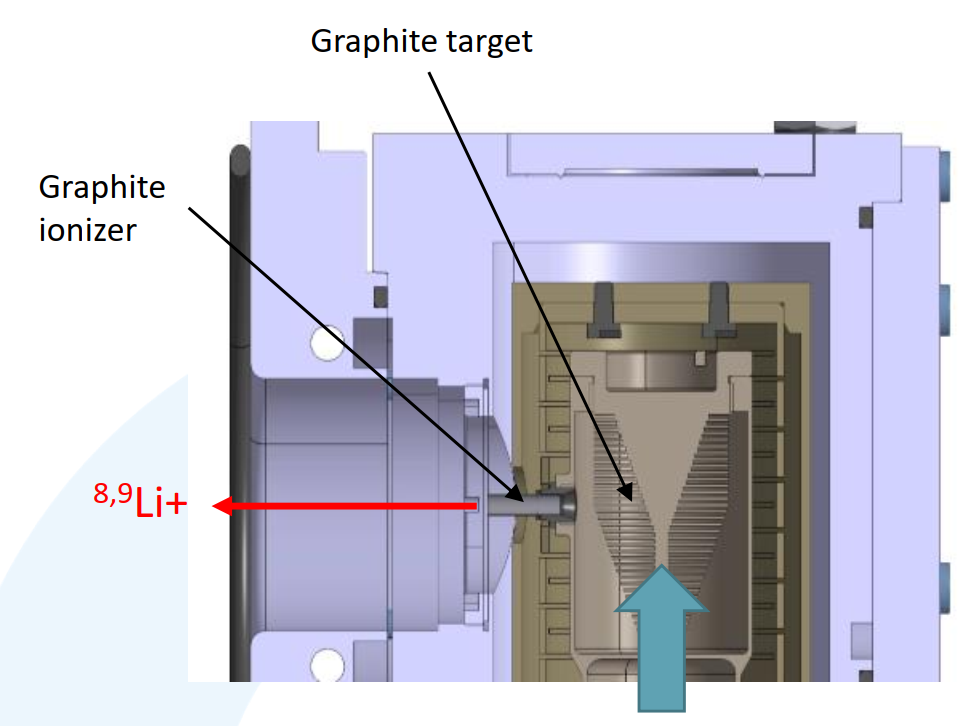 Graphite target
Graphite
ionizer
⁸,⁹Li+